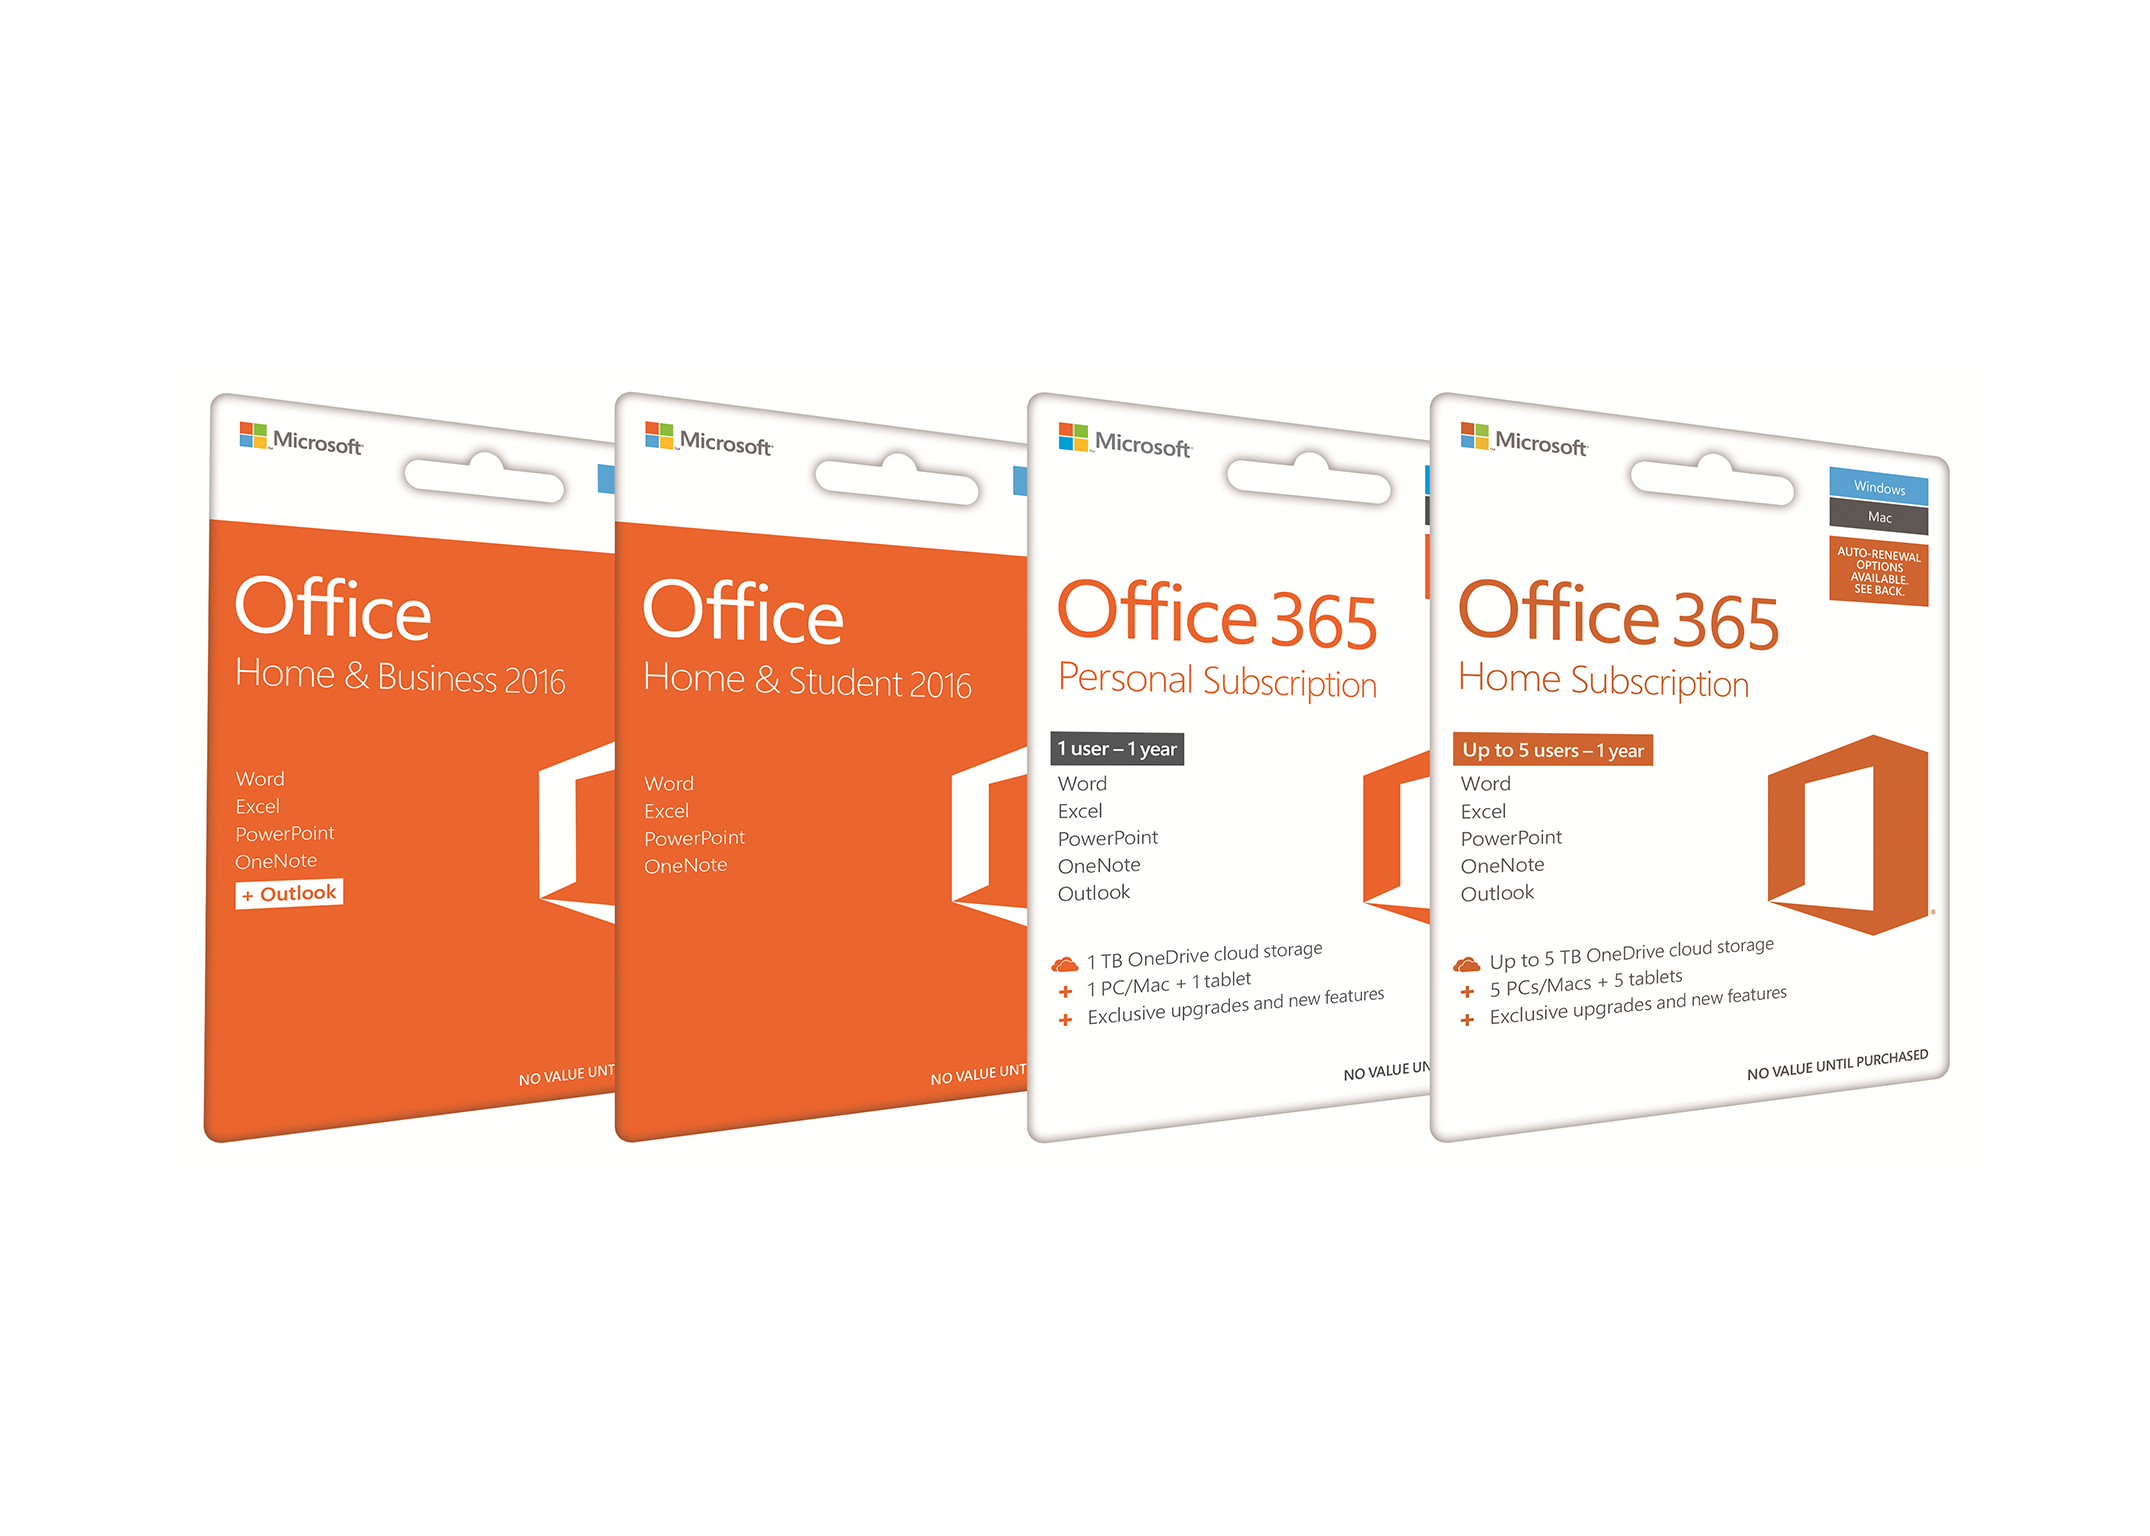 Microsoft
Office
Home & Business 2016
Word
Excel
PowerPoint
OneNote
+ Outlook
NO VALUE
Microsoft
Office
Home & Student 2016
Word
Excel
PowerPoint
OneNote
NO VALUE
Microsoft
Office 365
Personal Subscription
1 user – 1 year
Word
Excel
PowerPoint
OneNote
Outlook
1 TB OneDrive cloud storage
+ 1 PC/Mac + 1 tablet
+ Exclusive upgrades and new features
NO VALUE
Microsoft
Windows
Mac
AUTO-RENEWAL
OPTIONS
AVAILABLE.
SEE BACK.
Office 365
Home Subscription
Up to 5 users – 1 year
Word
Excel
PowerPoint
OneNote
Outlook
Up to 5 TB OneDrive cloud storage
+ 5 PCs/Macs + 5 tablets
+ Exclusive upgrades and new features
NO VALUE UNTIL PURCHASED